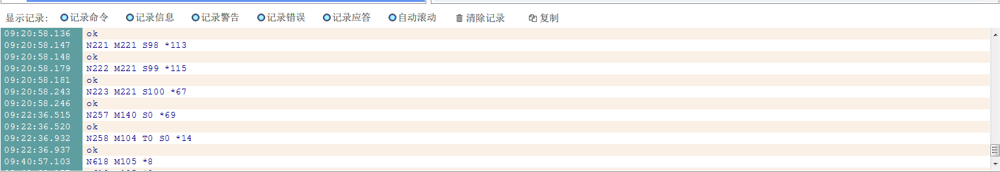 显示记录: 记录命令 记录信息 记录警告 记录错误 记录应答 自动滚动 清除记录 复制
09:20:58.136 ok
09:20:58.147 N221 M221 S98 *113
09:20:58.148 ok
09:20:58.179 N222 M221 S99 *115
09:20:58.181 ok
09:20:58.243 N223 M221 S100 *67
09:20:58.246 ok
09:22:36.515 N257 M140 S0 *69
09:22:36.520 ok
09:22:36.932 N258 M104 T0 S0 *14
09:22:36.937 ok
09:40:57.103 N618 M105 *8